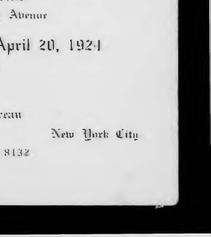 Avenue
April 20, 1924
reau
New York City
8132